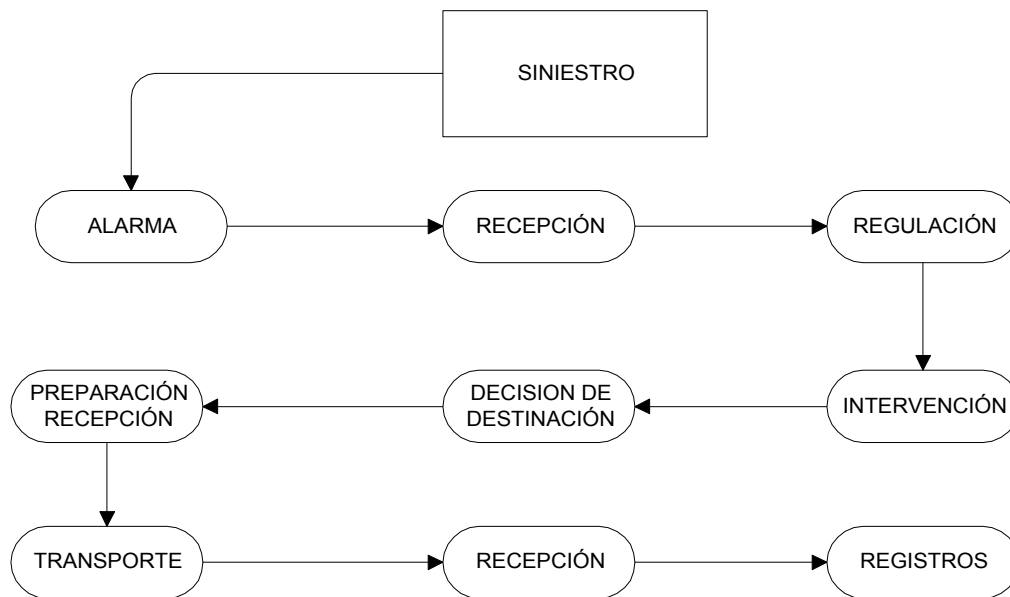 SINIESTRO
ALARMA
RECEPCIÓN
REGULACIÓN
INTERVENCIÓN
DECISION DE
DESTINACIÓN
PREPARACIÓN
RECEPCIÓN
TRANSPORTE
RECEPCIÓN
REGISTROS